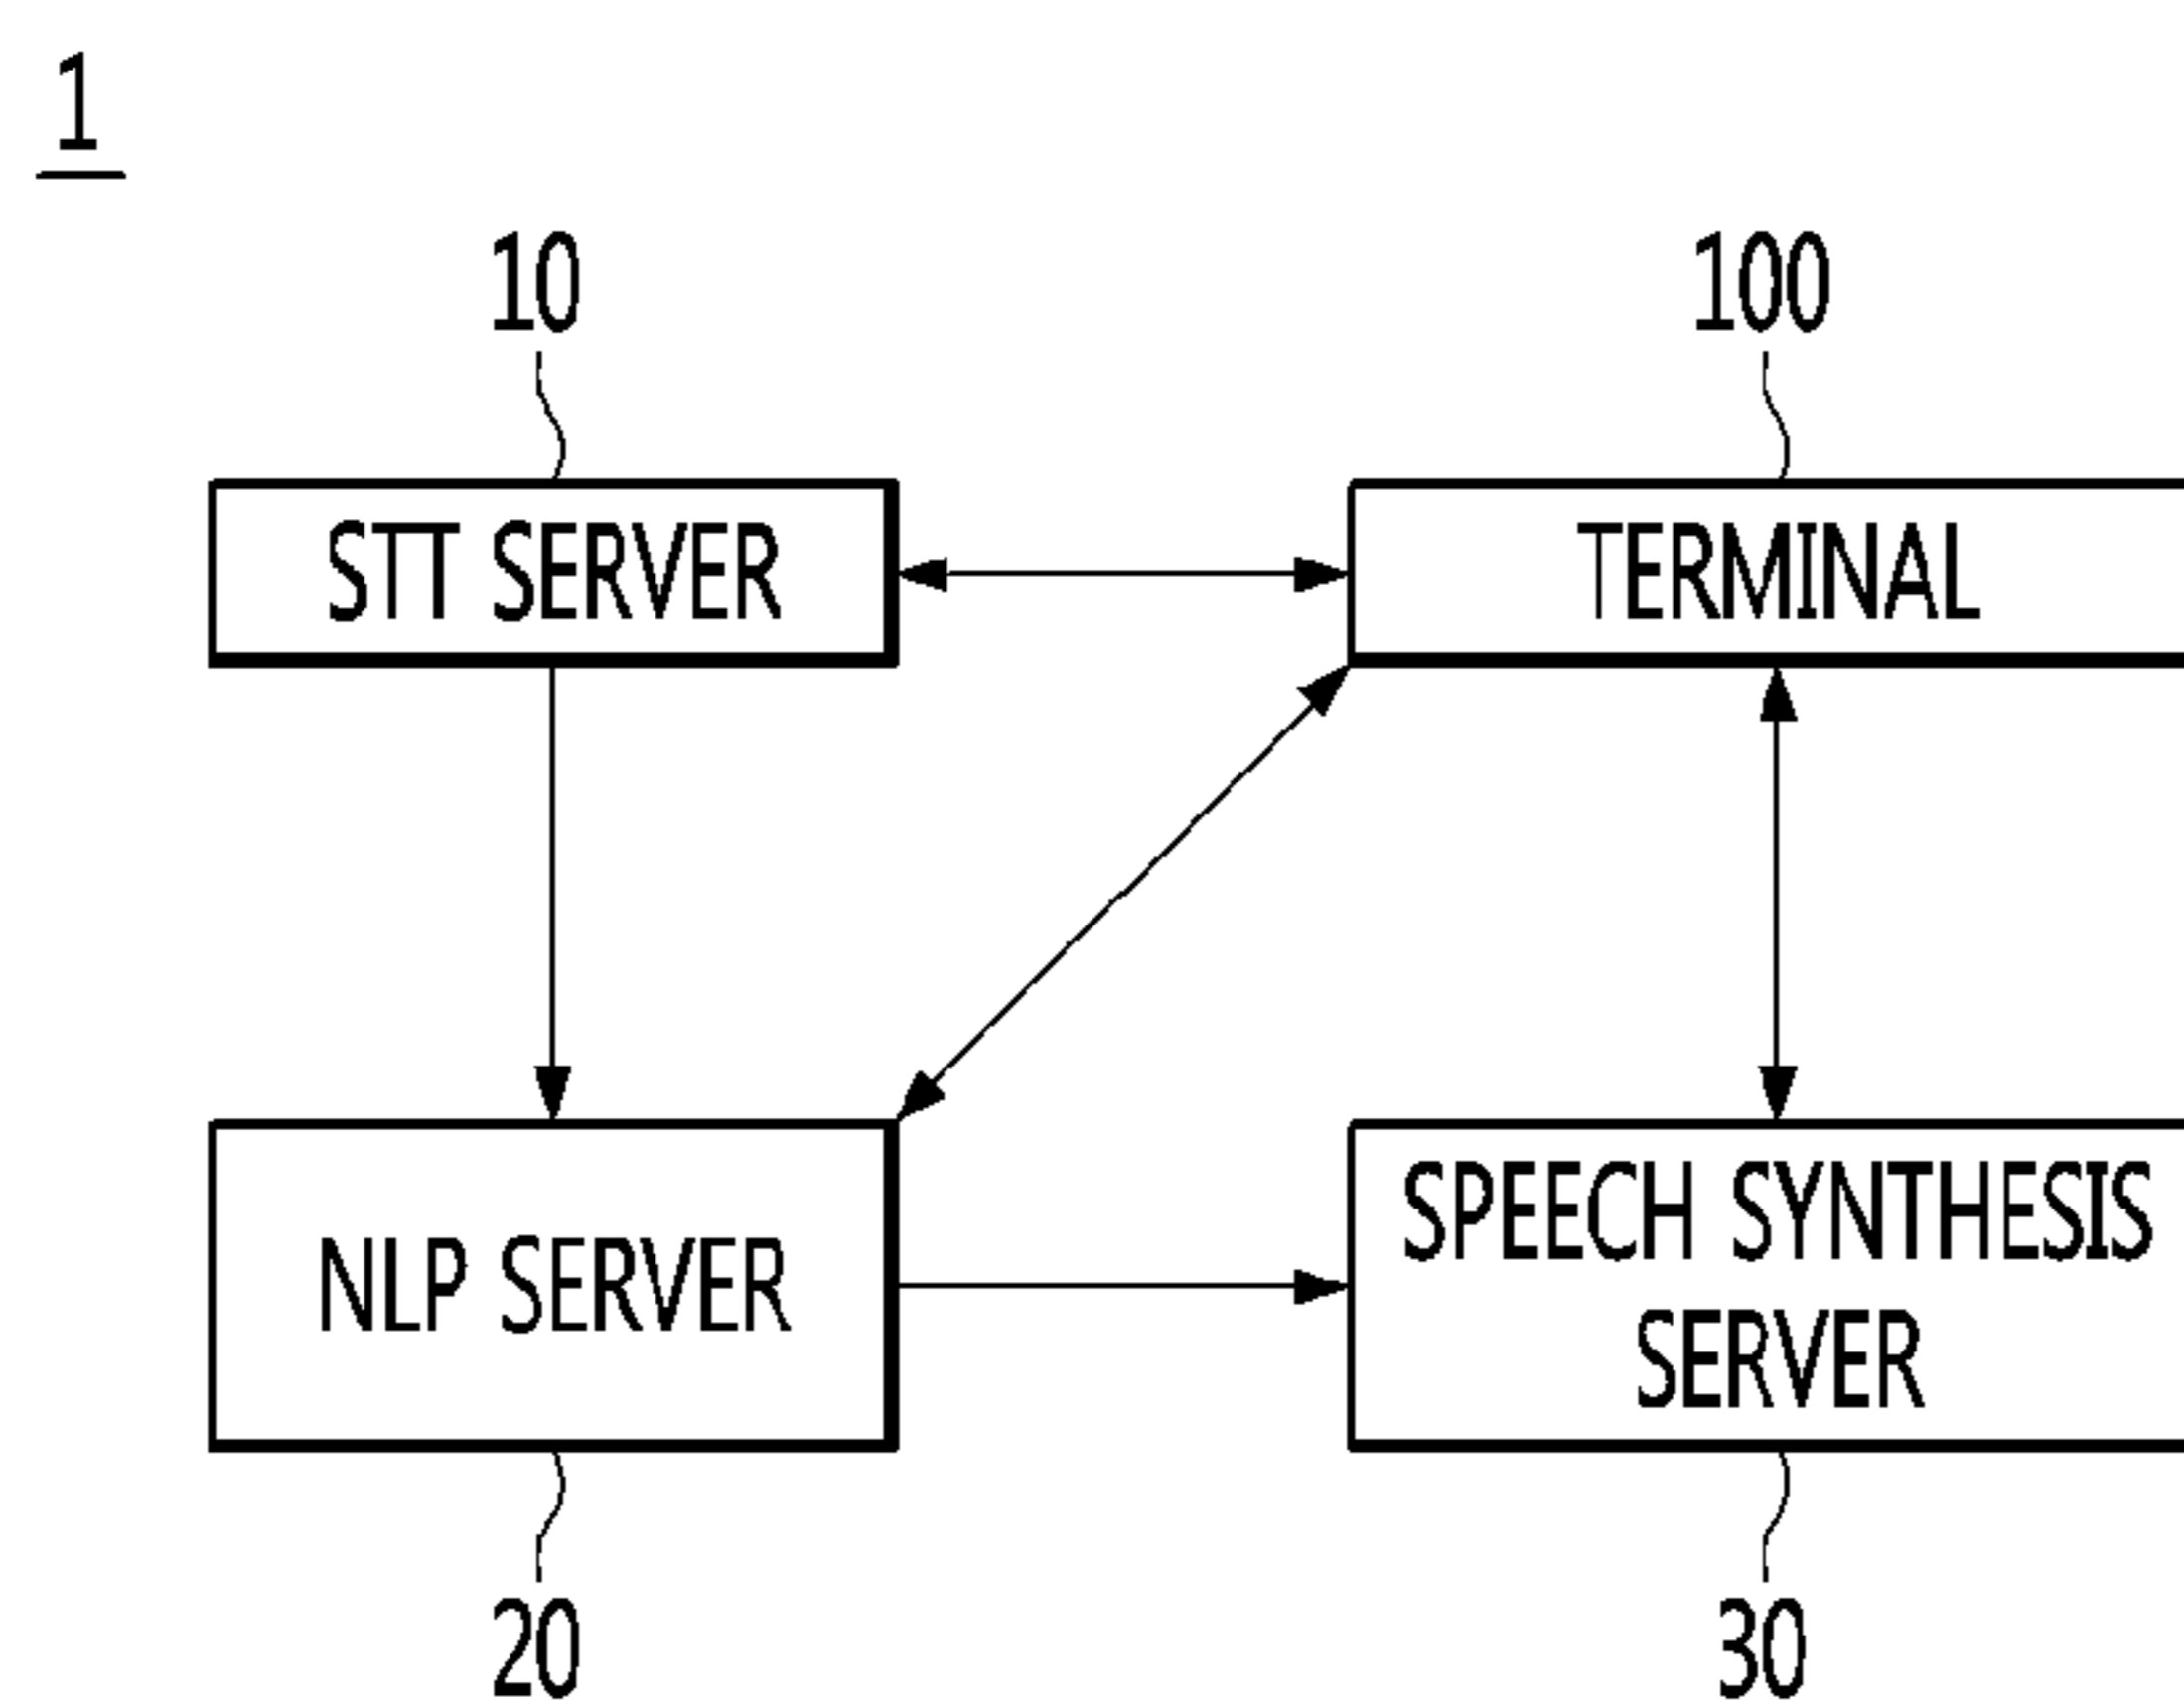 1
10
100
STT SERVER
TERMINAL
NLP SERVER
SPEECH SYNTHESIS
SERVER
20
30